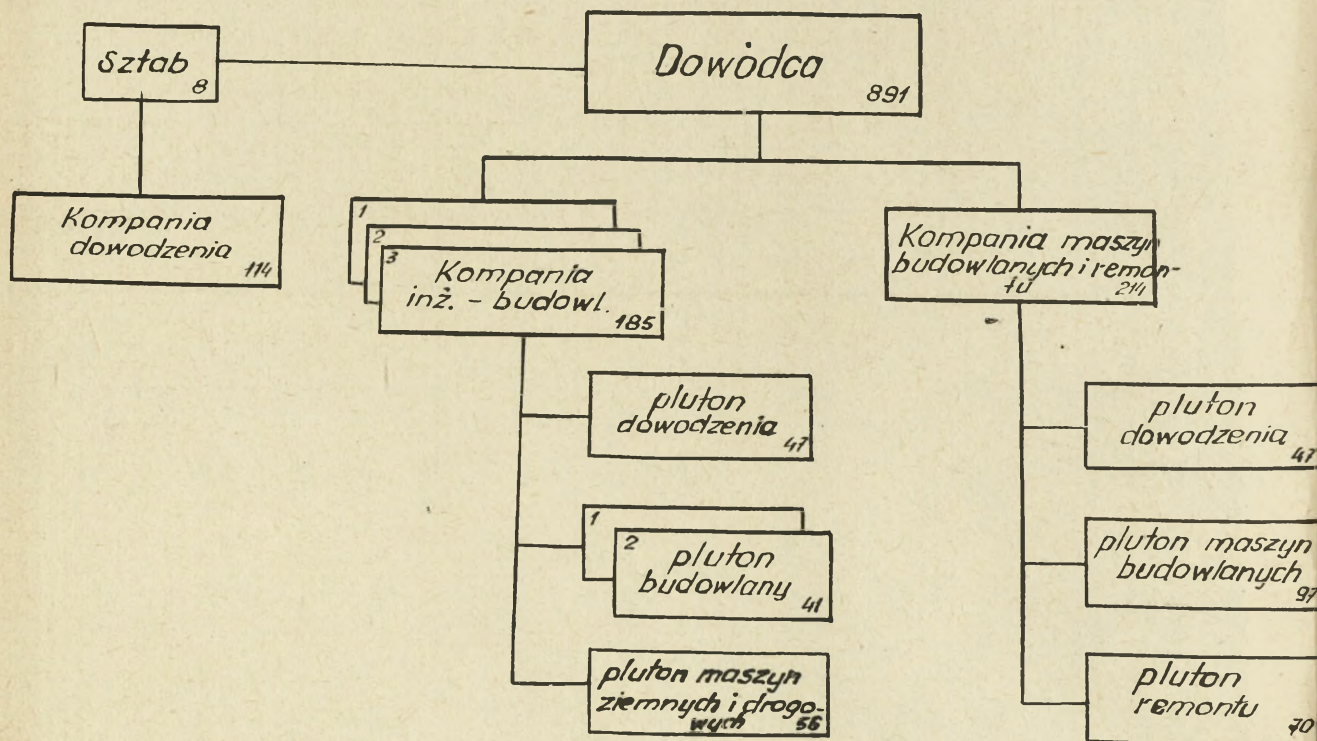 Sztab
8
Dowódca
891
Kompania
dowodzenia
114
1
2
3
Kompania
inż. - budowl.
185
Kompania maszyn
budowlanych i remon-
tu 214
pluton
dowodzenia
47
1
2
pluton
budowlany
41
pluton maszyn
ziemnych i drogo-
wych 56
pluton
dowodzenia
47
pluton maszyn
budowlanych
97
pluton
remontu
70